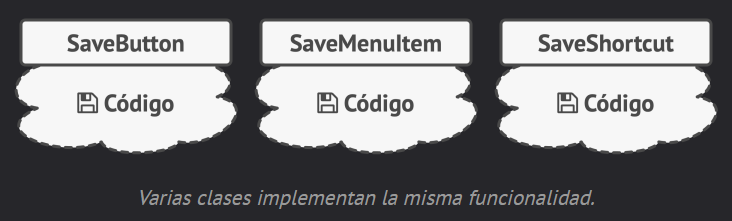 SaveButton SaveMenuItem SaveShortcut
Código Código Código
Varias clases implementan la misma funcionalidad.